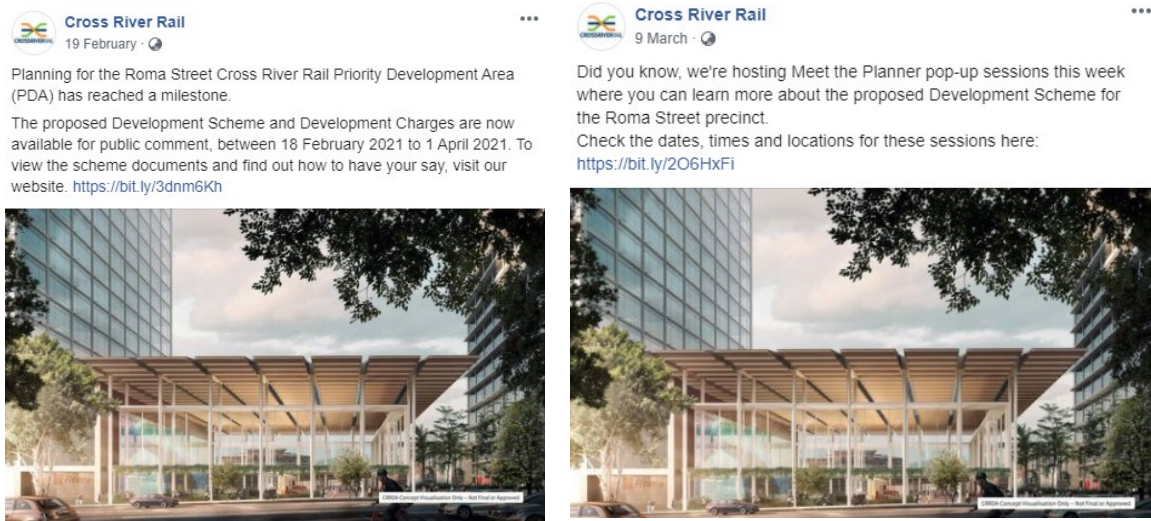 Cross River Rail
19 February ·
Planning for the Roma Street Cross River Rail Priority Development Area
(PDA) has reached a milestone.
The proposed Development Scheme and Development Charges are now
available for public comment, between 18 February 2021 to 1 April 2021. To
view the scheme documents and find out how to have your say, visit our
website. https://bit.ly/3dnm6Kh
CRRDA Concept Visualisation Only – Not Final or Approved
Cross River Rail
9 March ·
Did you know, we're hosting Meet the Planner pop-up sessions this week
where you can learn more about the proposed Development Scheme for
the Roma Street precinct.
Check the dates, times and locations for these sessions here:
https://bit.ly/2O6HxFi
CRRDA Concept Visualisation Only – Not Final or Approved